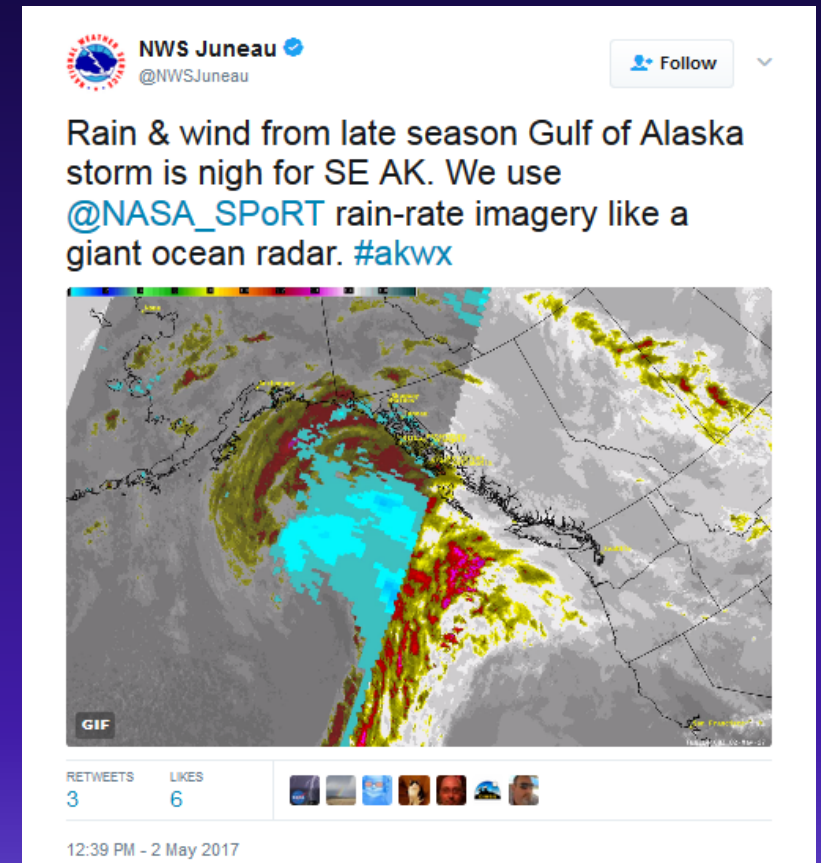 NWS Juneau
@NWSJuneau
Follow
Rain & wind from late season Gulf of Alaska
storm is nigh for SE AK. We use
@NASA_SPoRT rain-rate imagery like a
giant ocean radar. #akwx
GIF
RETWEETS LIKES
3 6
12:39 PM - 2 May 2017